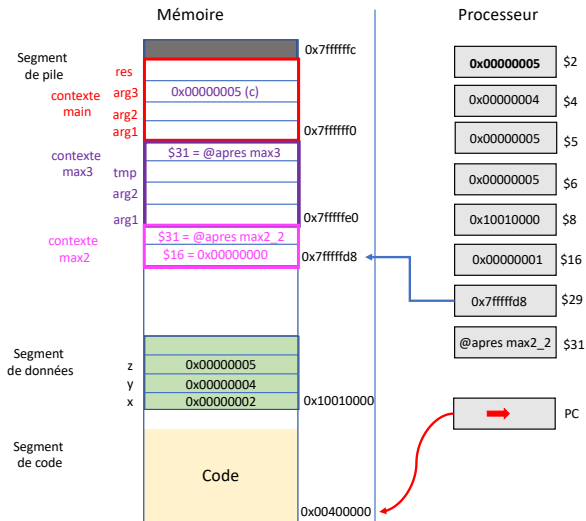 Mémoire
Processeur
0x7ffffffc
Segment
de pile
res
contexte
main
arg3
0x00000005 (c)
arg2
arg1
0x7ffffff0
contexte
max3
$31 = @apres max3
tmp
arg2
arg1
0x7fffffe0
contexte
max2
$31 = @apres max2_2
$16 = 0x00000000
0x7fffffd8
Segment
de données
z
0x00000005
y
0x00000004
x
0x00000002
0x10010000
Segment
de code
Code
0x00400000
0x00000005 $2
0x00000004 $4
0x00000005 $5
0x00000005 $6
0x10010000 $8
0x00000001 $16
0x7fffffd8 $29
@apres max2_2 $31
PC